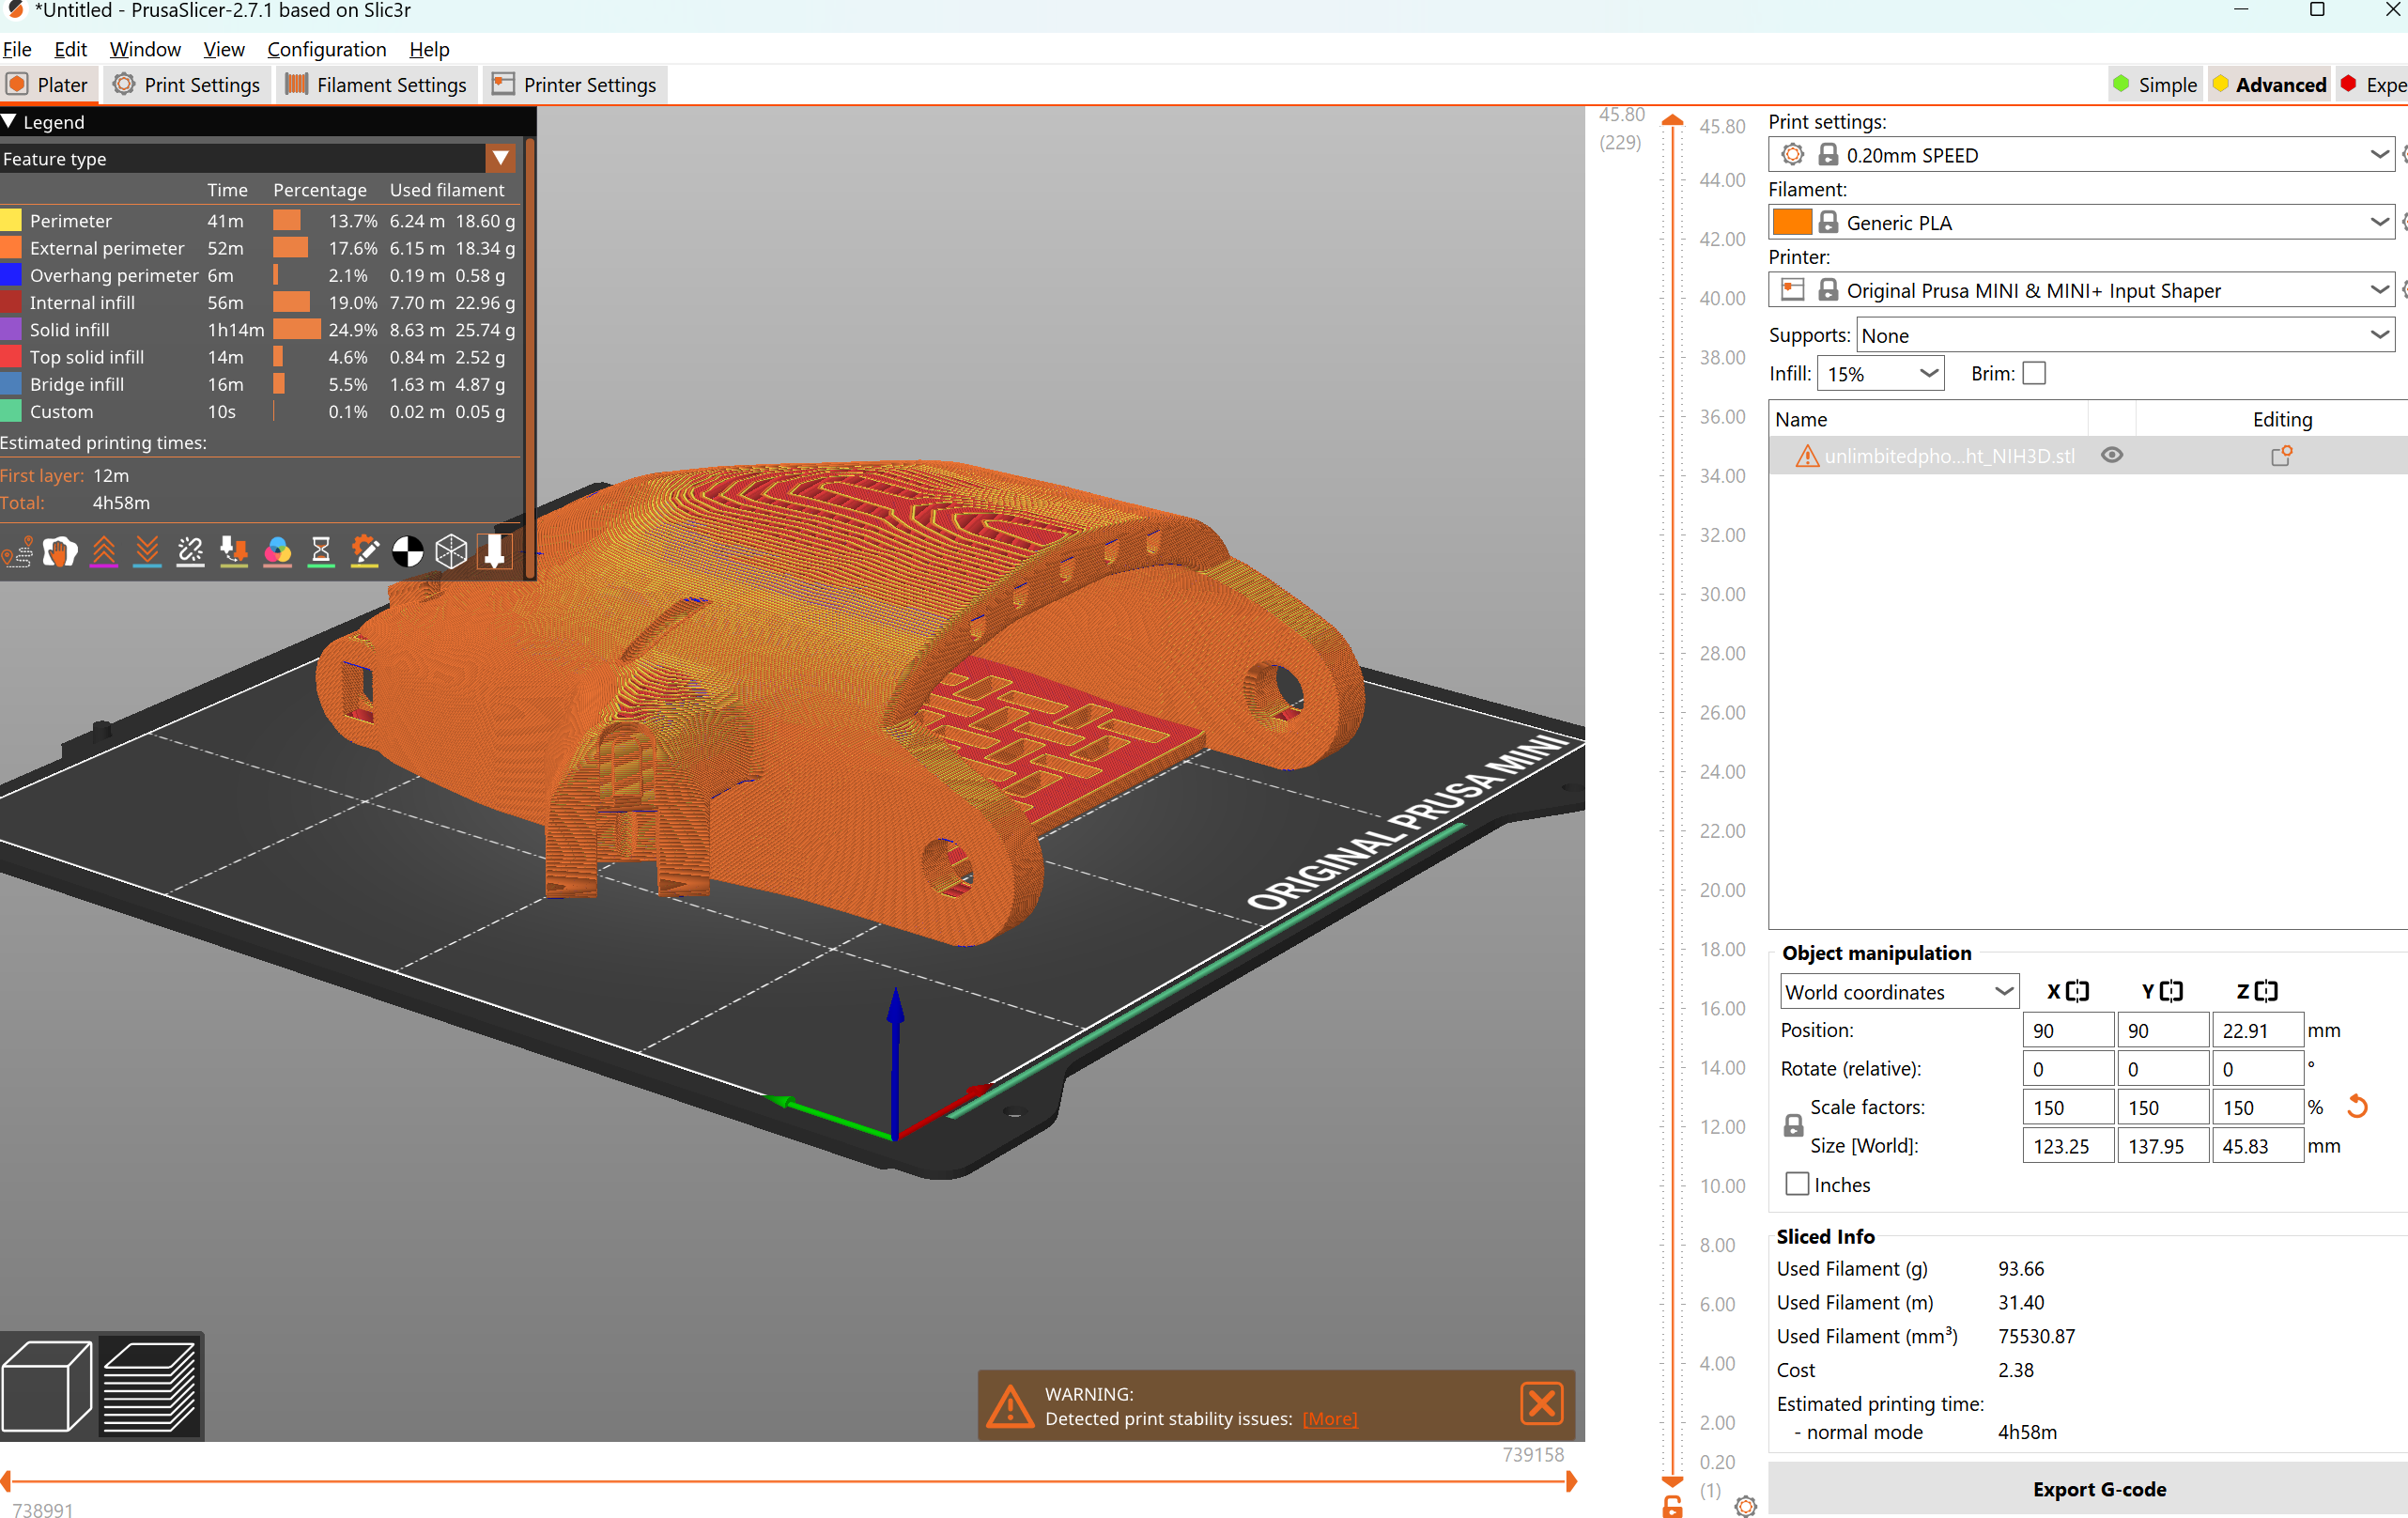 *Untitled - PrusaSlicer-2.7.1 based on Slic3r
File Edit Window View Configuration Help
Plater Print Settings Filament Settings Printer Settings Simple Advanced Expe
Legend
Feature type
Time Percentage Used filament
Perimeter 41m 13.7% 6.24 m 18.60 g
External perimeter 52m 17.6% 6.15 m 18.34 g
Overhang perimeter 6m 2.1% 0.19 m 0.58 g
Internal infill 56m 19.0% 7.70 m 22.96 g
Solid infill 1h14m 24.9% 8.63 m 25.74 g
Top solid infill 14m 4.6% 0.84 m 2.52 g
Bridge infill 16m 5.5% 1.63 m 4.87 g
Custom 10s 0.1% 0.02 m 0.05 g
Estimated printing times:
First layer: 12m
Total: 4h58m
ORIGINAL PRUSA MINI
WARNING:
Detected print stability issues: [More]
739158
738991
45.80
(229)
45.80
44.00
42.00
40.00
38.00
36.00
34.00
32.00
30.00
28.00
26.00
24.00
22.00
20.00
18.00
16.00
14.00
12.00
10.00
8.00
6.00
4.00
2.00
0.20
(1)
Print settings:
0.20mm SPEED
Filament:
Generic PLA
Printer:
Original Prusa MINI & MINI+ Input Shaper
Supports: None
Infill: 15% Brim:
Name Editing
unlimbitedpho...ht_NIH3D.stl
Object manipulation
World coordinates X Y Z
Position: 90 90 22.91 mm
Rotate (relative): 0 0 0 °
Scale factors: 150 150 150 %
Size [World]: 123.25 137.95 45.83 mm
Inches
Sliced Info
Used Filament (g) 93.66
Used Filament (m) 31.40
Used Filament (mm³) 75530.87
Cost 2.38
Estimated printing time:
- normal mode 4h58m
Export G-code